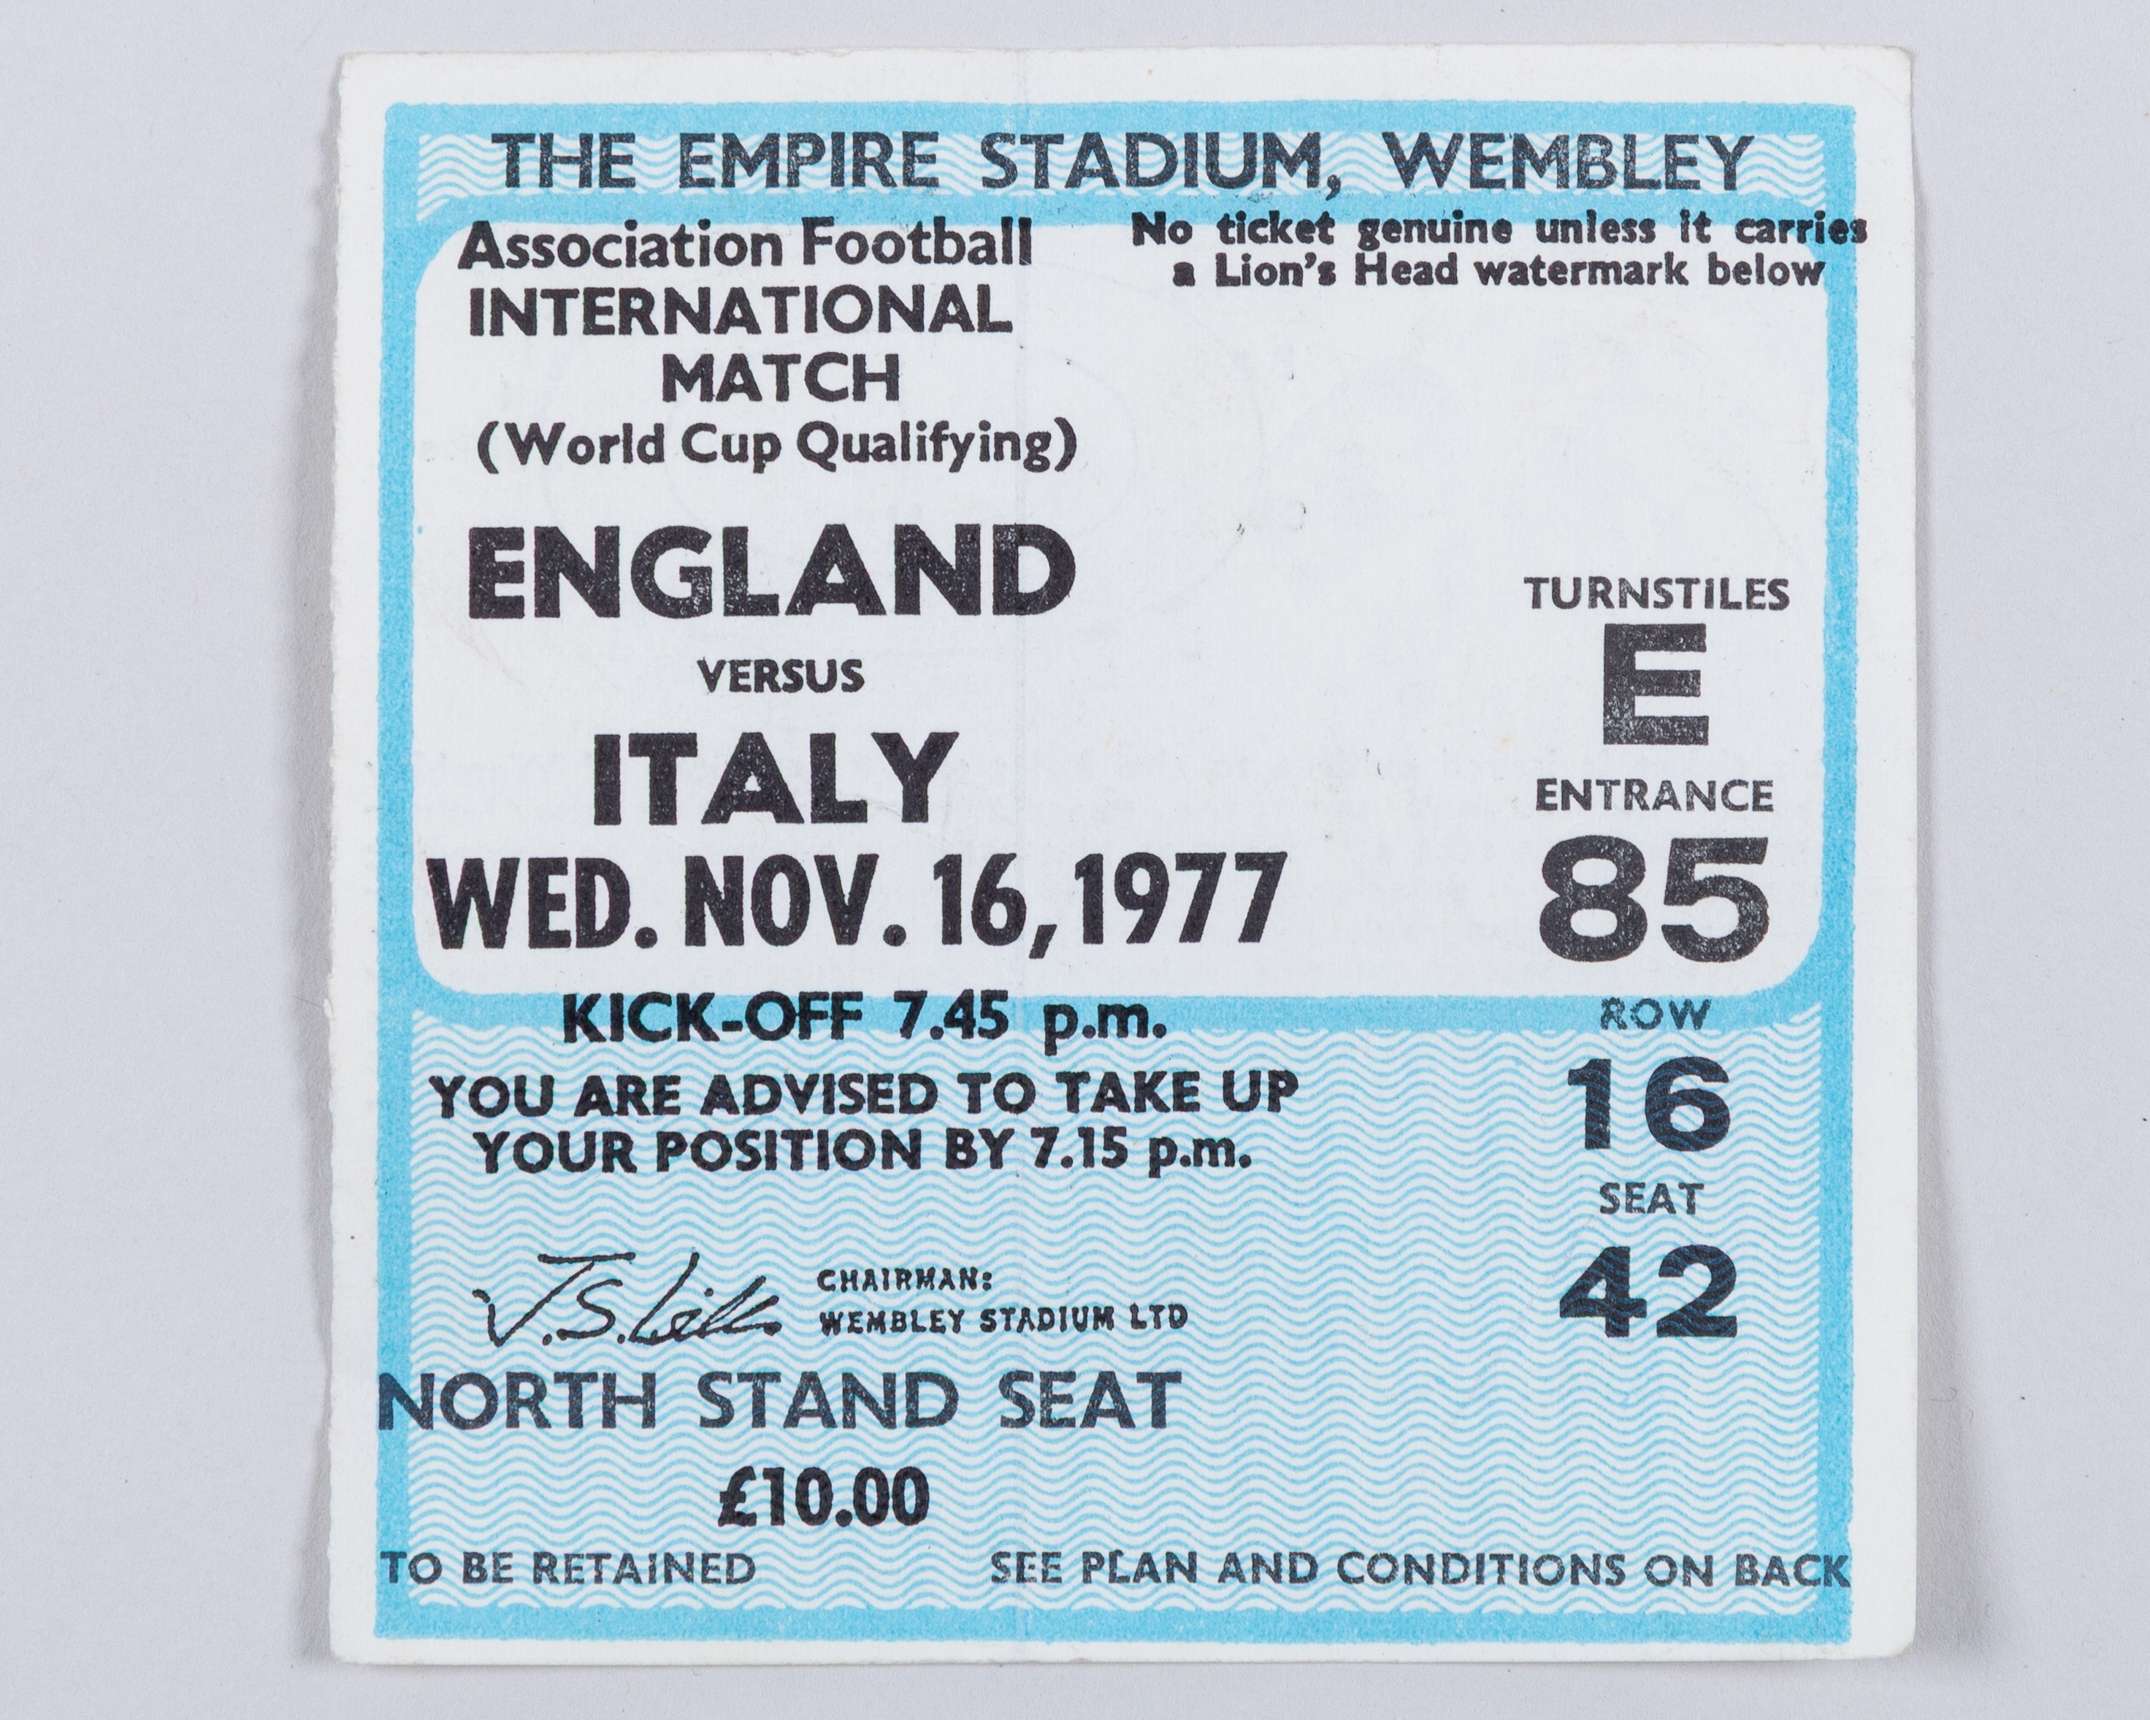 THE EMPIRE STADIUM, WEMBLEY
Association Football
INTERNATIONAL
MATCH
(World Cup Qualifying)
No ticket genuine unless it carries
a Lion's Head watermark below
ENGLAND
VERSUS
ITALY
WED. NOV. 16, 1977
KICK-OFF 7.45 p.m.
YOU ARE ADVISED TO TAKE UP
YOUR POSITION BY 7.15 p.m.
TURNSTILES
E
ENTRANCE
85
ROW
16
SEAT
42
J.S.
CHAIRMAN:
WEMBLEY STADIUM LTD
NORTH STAND SEAT
£10.00
TO BE RETAINED
SEE PLAN AND CONDITIONS ON BACK